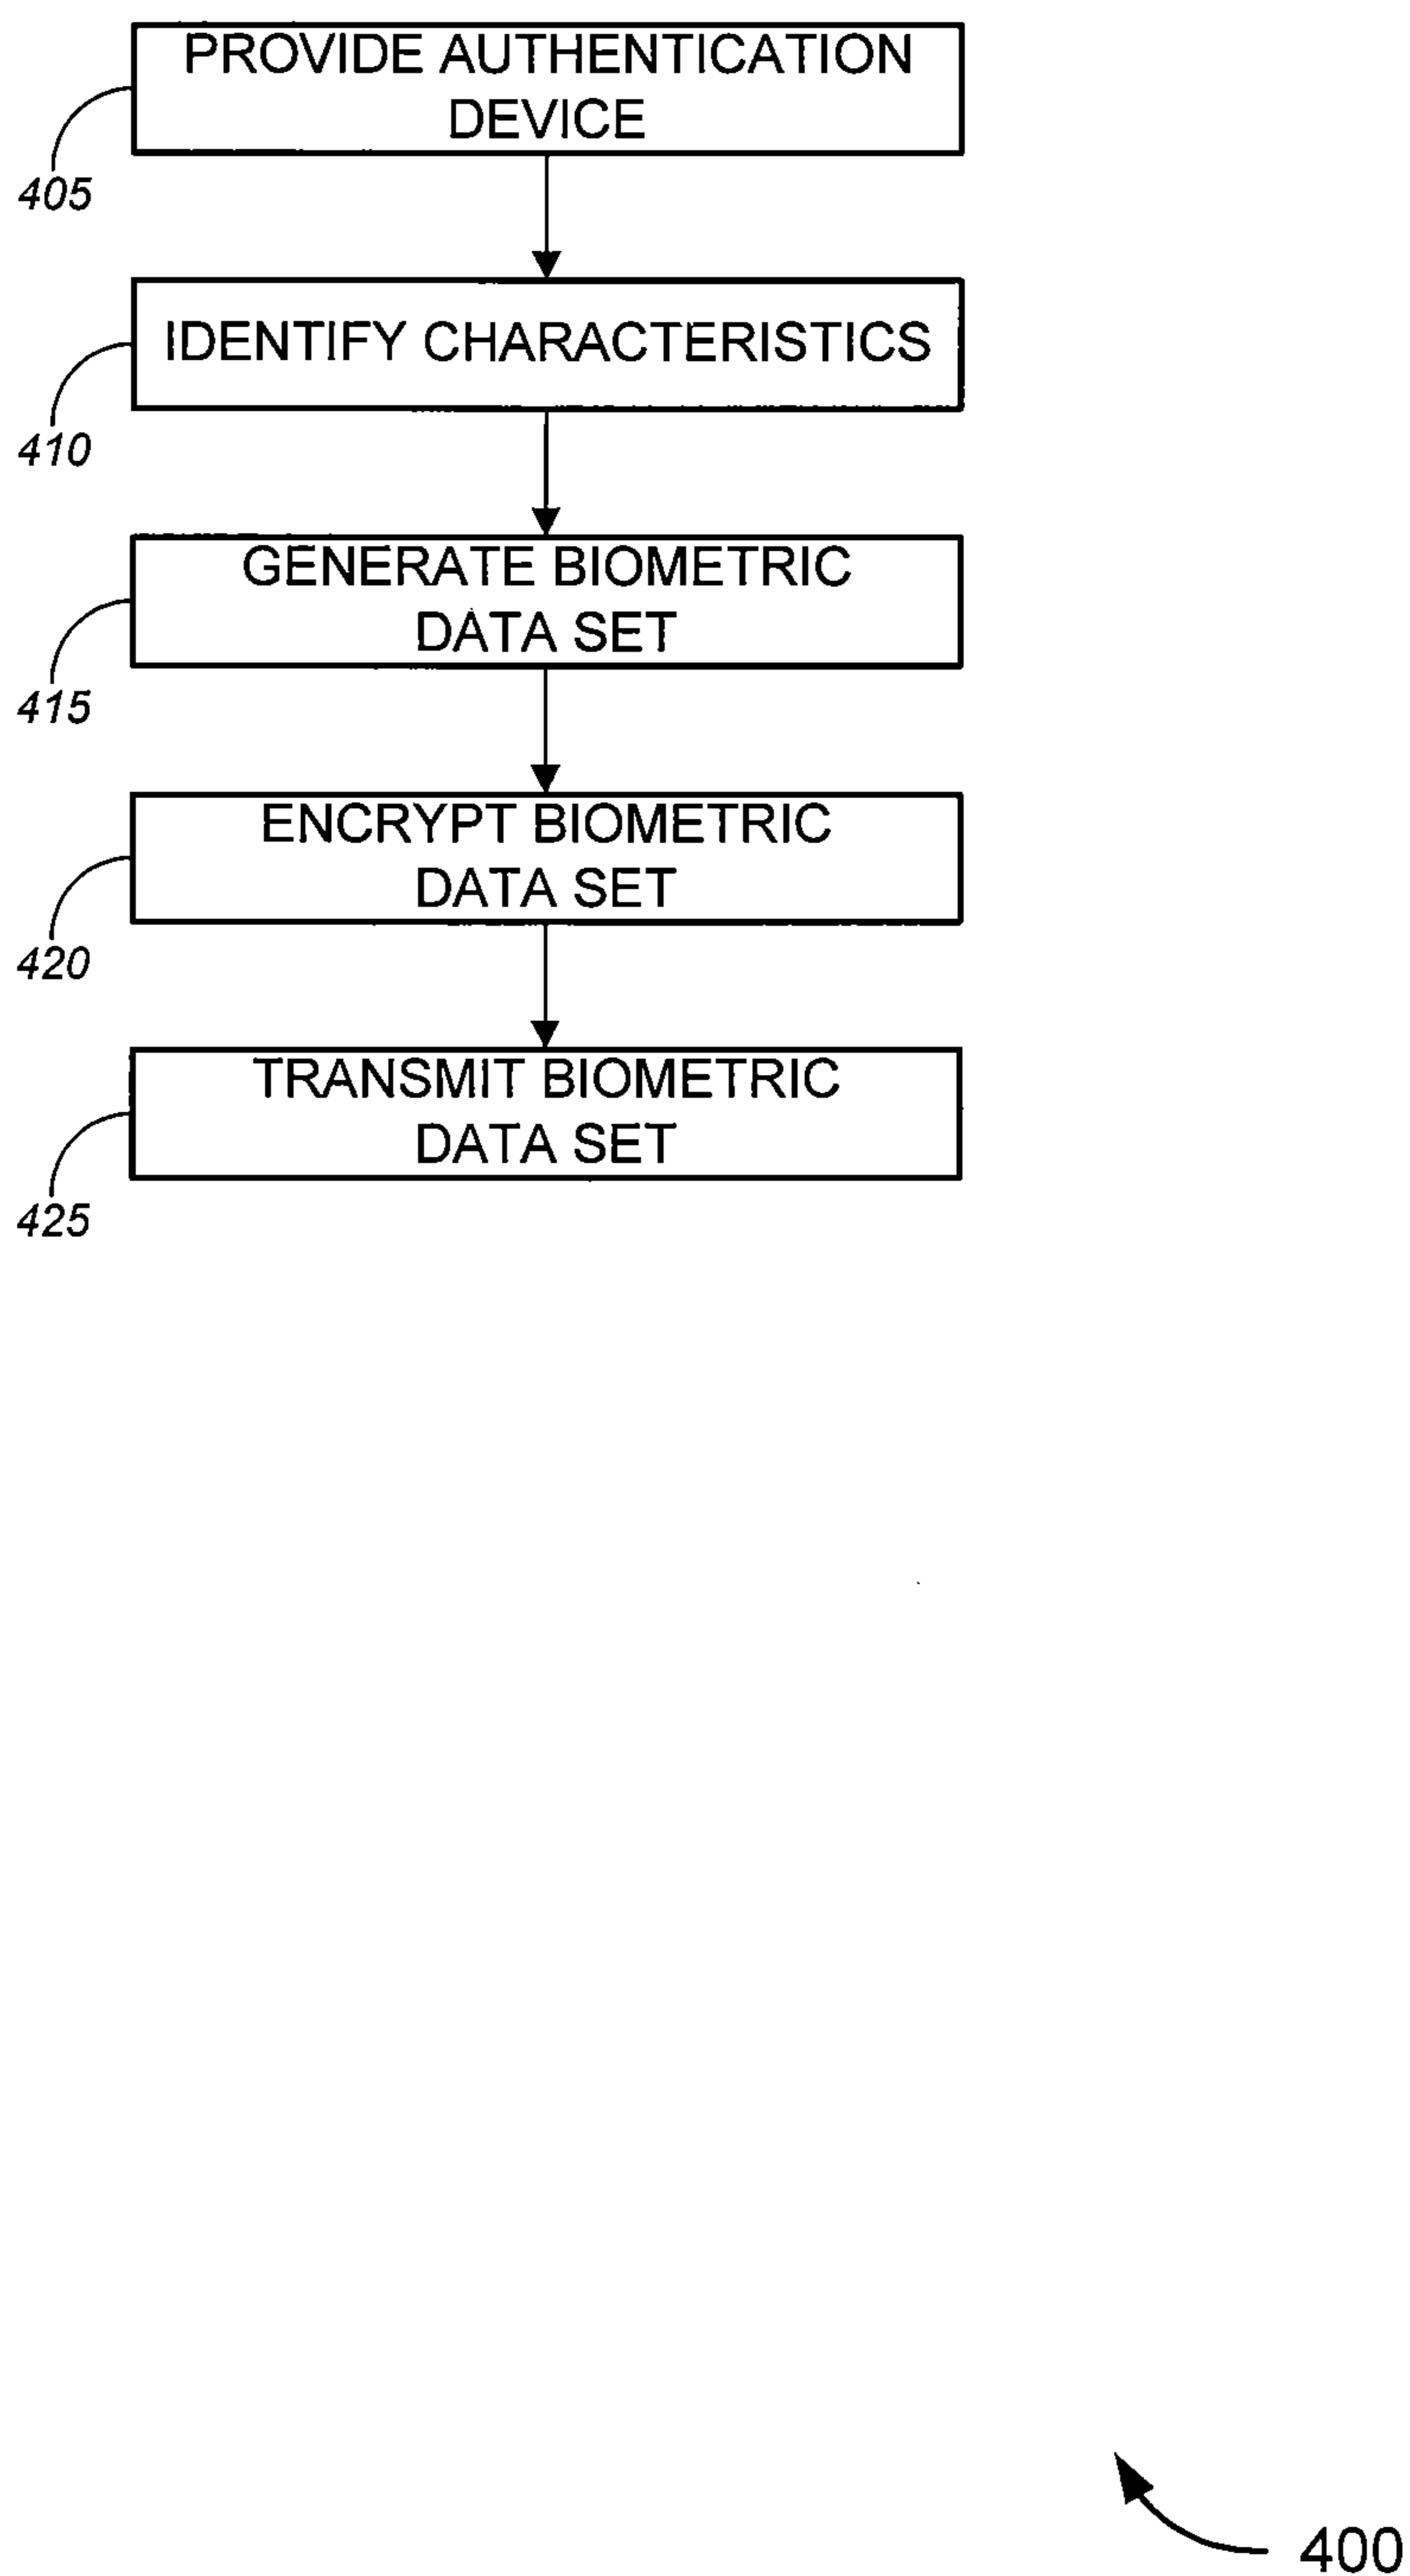 PROVIDE AUTHENTICATION
DEVICE
405
IDENTIFY CHARACTERISTICS
410
GENERATE BIOMETRIC
DATA SET
415
ENCRYPT BIOMETRIC
DATA SET
420
TRANSMIT BIOMETRIC
DATA SET
425
400